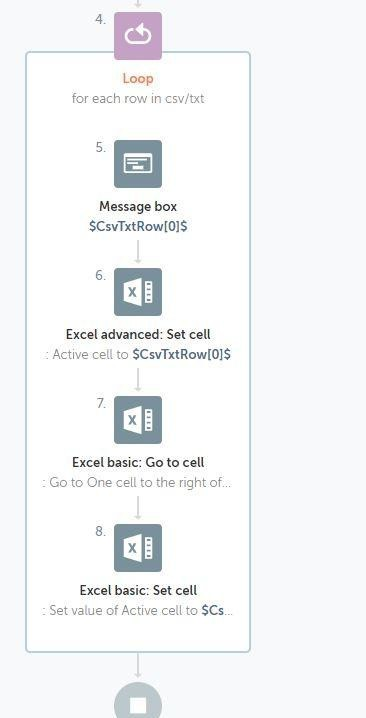 4.
Loop
for each row in csv/txt
5.
Message box
$CsvTxtRow[0]$
6.
X
Excel advanced: Set cell
: Active cell to $CsvTxtRow[0]$
7.
X
Excel basic: Go to cell
: Go to One cell to the right of...
8.
X
Excel basic: Set cell
: Set value of Active cell to $Cs...